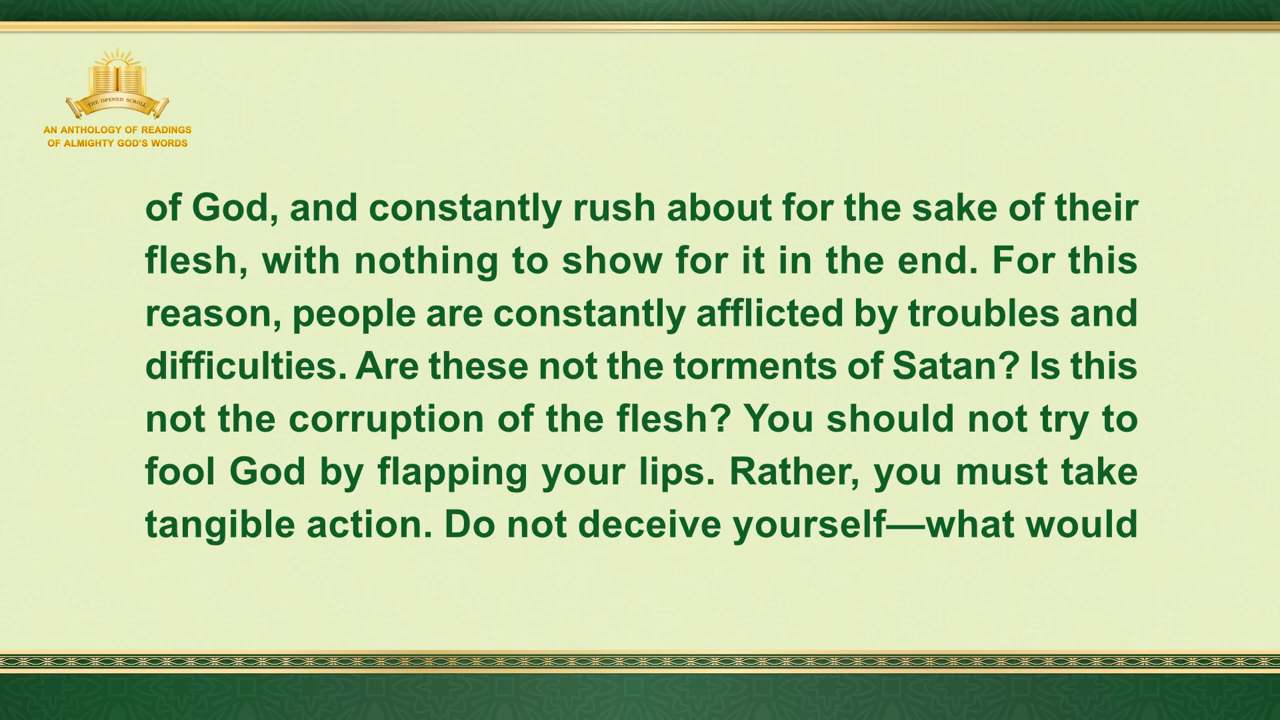 THE OPENED SCROLL
AN ANTHOLOGY OF READINGS
OF ALMIGHTY GOD'S WORDS
of God, and constantly rush about for the sake of their
flesh, with nothing to show for it in the end. For this
reason, people are constantly afflicted by troubles and
difficulties. Are these not the torments of Satan? Is this
not the corruption of the flesh? You should not try to
fool God by flapping your lips. Rather, you must take
tangible action. Do not deceive yourself—what would